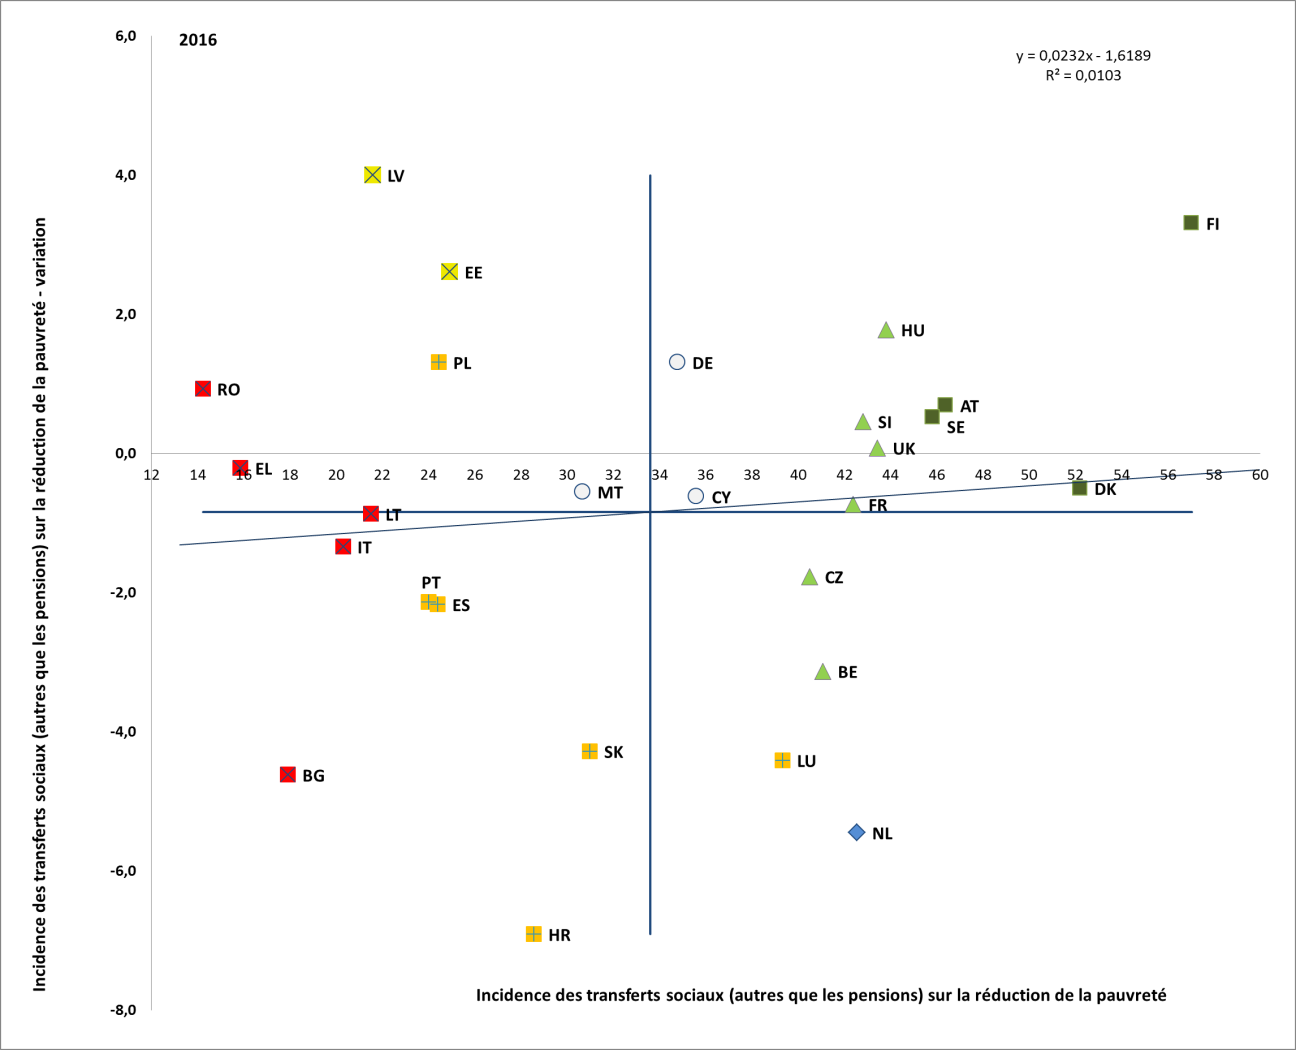 6,0
2016
y = 0,0232x - 1,6189
R² = 0,0103
4,0
LV
FI
EE
2,0
HU
PL
DE
RO
AT
SI
SE
UK
0,0
EL
12 14 16 18 20 22 24 26 28 30 32 34 36 38 40 42 44 46 48 50 52 54 56 58 60
MT
CY
DK
FR
LT
IT
CZ
PT
-2,0
ES
BE
-4,0
SK
LU
BG
NL
-6,0
HR
-8,0
Incidence des transferts sociaux (autres que les pensions) sur la réduction de la pauvreté
Incidence des transferts sociaux (autres que les pensions) sur la réduction de la pauvreté - variation